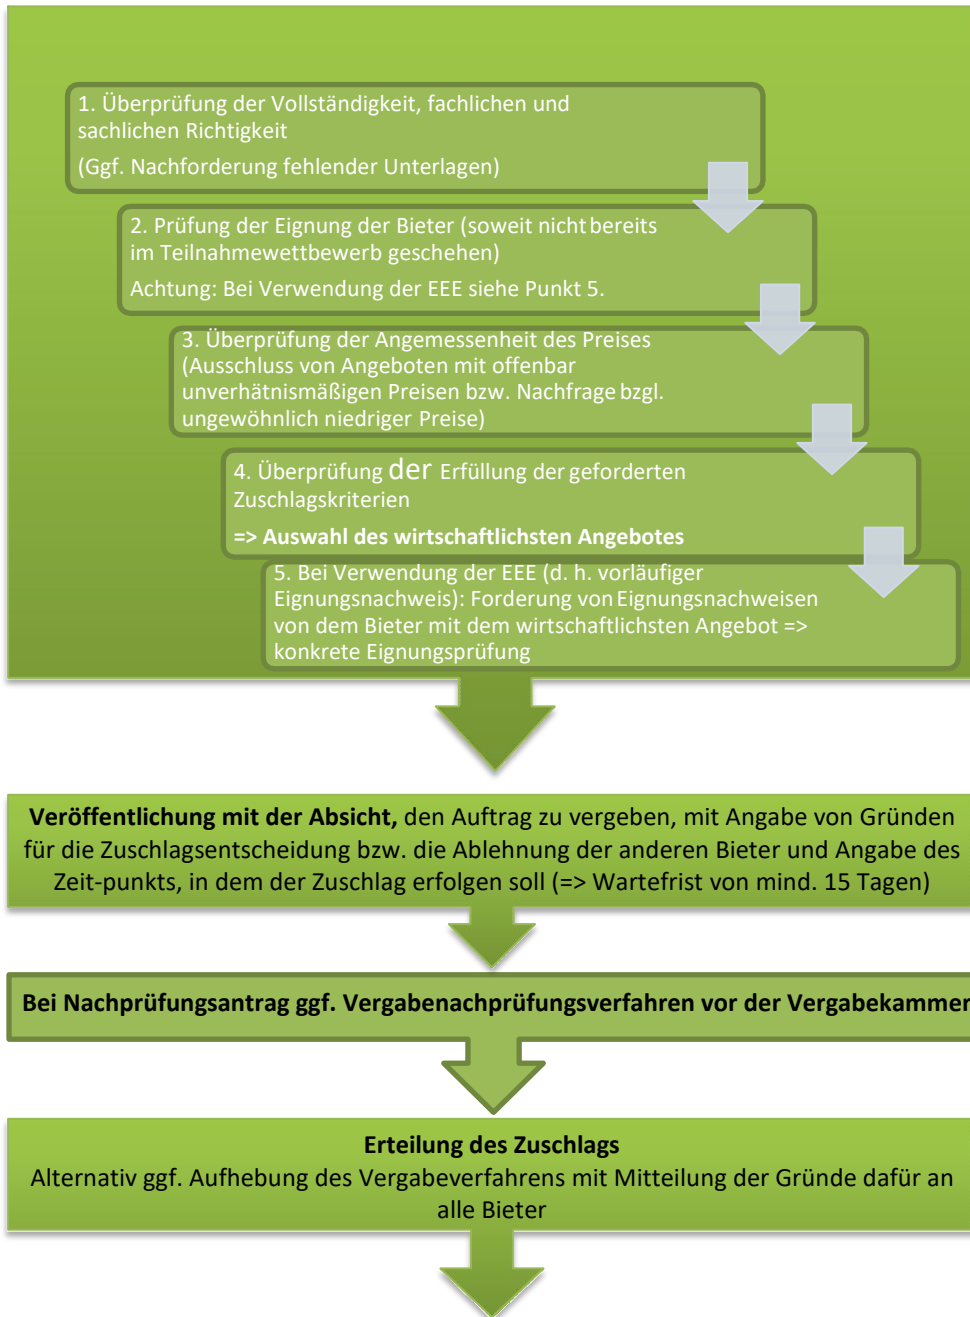 1. Überprüfung der Vollständigkeit, fachlichen und
sachlichen Richtigkeit
(Ggf. Nachforderung fehlender Unterlagen)
2. Prüfung der Eignung der Bieter (soweit nicht bereits
im Teilnahmewettbewerb geschehen)
Achtung: Bei Verwendung der EEE siehe Punkt 5.
3. Überprüfung der Angemessenheit des Preises
(Ausschluss von Angeboten mit offenbar
unverhätnismäßigen Preisen bzw. Nachfrage bzgl.
ungewöhnlich niedriger Preise)
4. Überprüfung der Erfüllung der geforderten
Zuschlagskriterien
=> Auswahl des wirtschaftlichsten Angebotes
5. Bei Verwendung der EEE (d. h. vorläufiger
Eignungsnachweis): Forderung von Eignungsnachweisen
von dem Bieter mit dem wirtschaftlichsten Angebot =>
konkrete Eignungsprüfung
Veröffentlichung mit der Absicht, den Auftrag zu vergeben, mit Angabe von Gründen
für die Zuschlagsentscheidung bzw. die Ablehnung der anderen Bieter und Angabe des
Zeit-punkts, in dem der Zuschlag erfolgen soll (=> Wartefrist von mind. 15 Tagen)
Bei Nachprüfungsantrag ggf. Vergabenachprüfungsverfahren vor der Vergabekammer
Erteilung des Zuschlags
Alternativ ggf. Aufhebung des Vergabeverfahrens mit Mitteilung der Gründe dafür an
alle Bieter